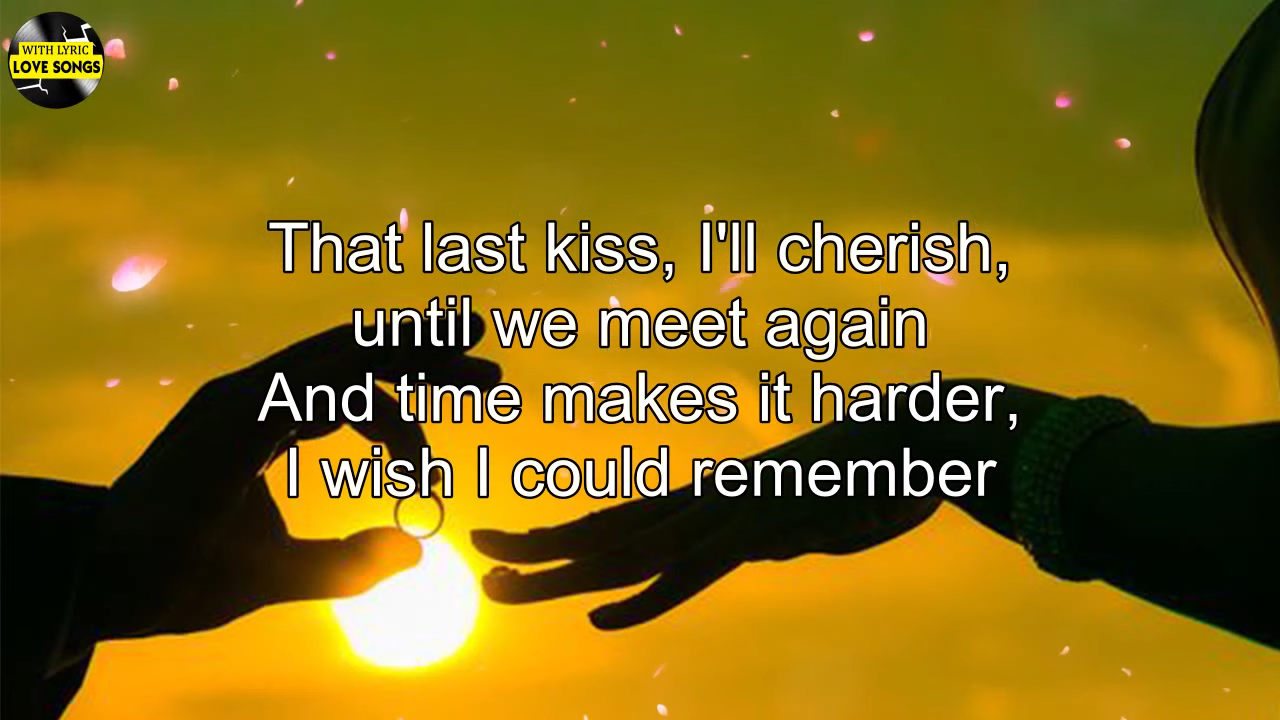 WITH LYRIC
LOVE SONGS
That last kiss, I'll cherish,
until we meet again
And time makes it harder,
I wish I could remember